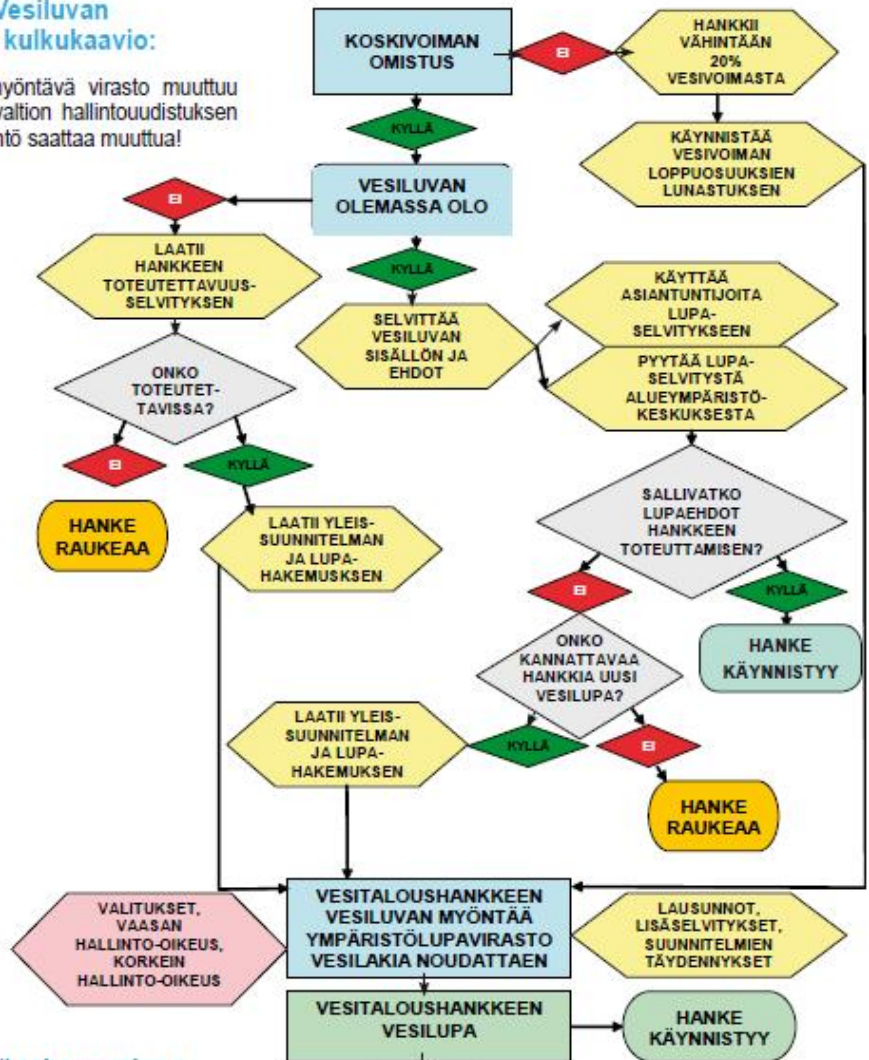 Vesiluvan
kulkukaavio:
yöntävä virasto muuttuu
valtion hallintouudistuksen
ntö saattaa muuttua!
KOSKIVOIMAN
OMISTUS
EI
HANKKII
VÄHINTÄÄN
20%
VESIVOIMASTA
KYLLÄ
KÄYNNISTÄÄ
VESIVOIMAN
LOPPUOSUUKSIEN
LUNASTUKSEN
VESILUVAN
OLEMASSA OLO
EI
LAATII
HANKKEEN
TOTEUTETTAVUUS-
SELVITYKSEN
KYLLÄ
SELVITTÄÄ
VESILUVAN
SISÄLLÖN JA
EHDOT
KÄYTTÄÄ
ASIANTUNTIJOITA
LUPA-
SELVITYKSEEN
PYYTÄÄ LUPA-
SELVITYSTÄ
ALUEYMPÄRISTÖ-
KESKUKSESTA
ONKO
TOTEUTET-
TAVISSA?
EI
KYLLÄ
HANKE
RAUKEAA
LAATII YLEIS-
SUUNNITELMAN
JA LUPA-
HAKEMUSKSEN
SALLIVATKO
LUPAEHDOT
HANKKEEN
TOTEUTTAMISEN?
EI
KYLLÄ
HANKE
KÄYNNISTYY
ONKO
KANNATTAVAA
HANKKIA UUSI
VESILUPA?
KYLLÄ
EI
LAATII YLEIS-
SUUNNITELMAN
JA LUPA-
HAKEMUKSEN
HANKE
RAUKEAA
VALITUKSET,
VAASAN
HALLINTO-OIKEUS,
KORKEIN
HALLINTO-OIKEUS
VESITALOUSHANKKEEN
VESILUVAN MYÖNTÄÄ
YMPÄRISTÖLUPAVIRASTO
VESILAKIA NOUDATTAEN
LAUSUNNOT,
LISÄSELVITYKSET,
SUUNNITELMIEN
TÄYDENNYKSET
VESITALOUSHANKKEEN
VESILUPA
HANKE
KÄYNNISTYY